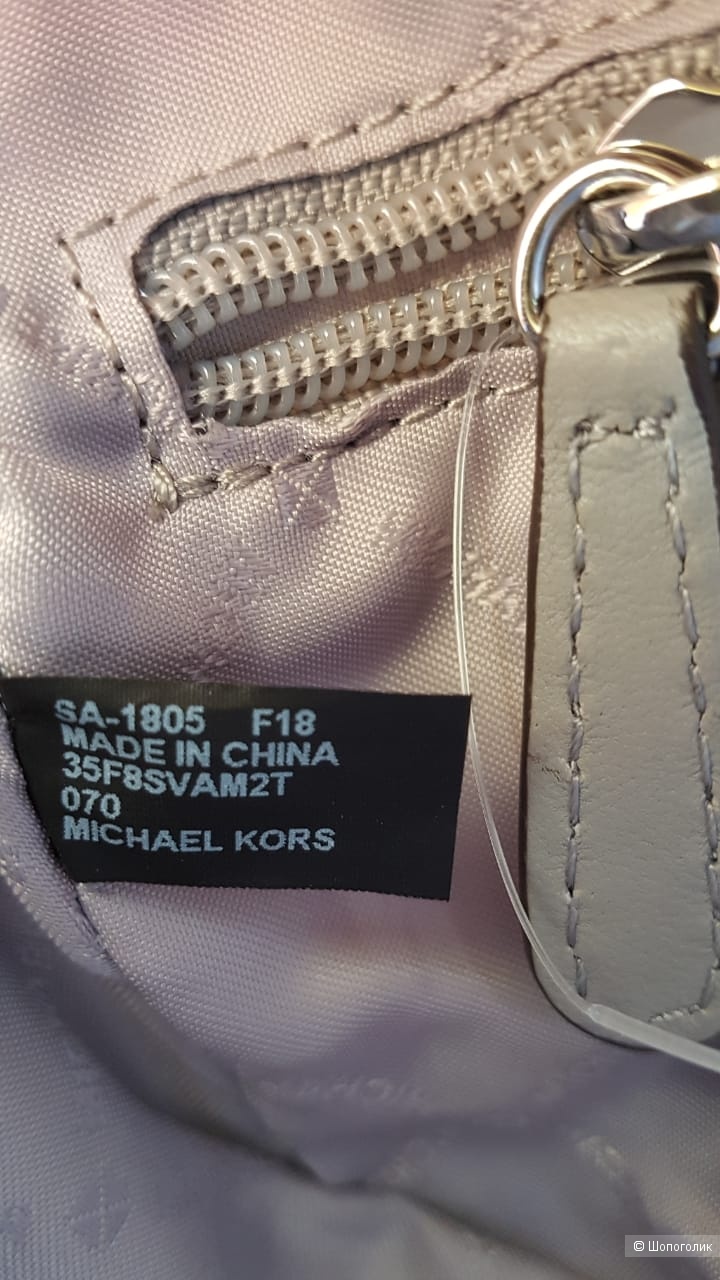 SA-1805 F18
MADE IN CHINA
35F8SVAM2T
070
MICHAEL KORS
© Шопоголик